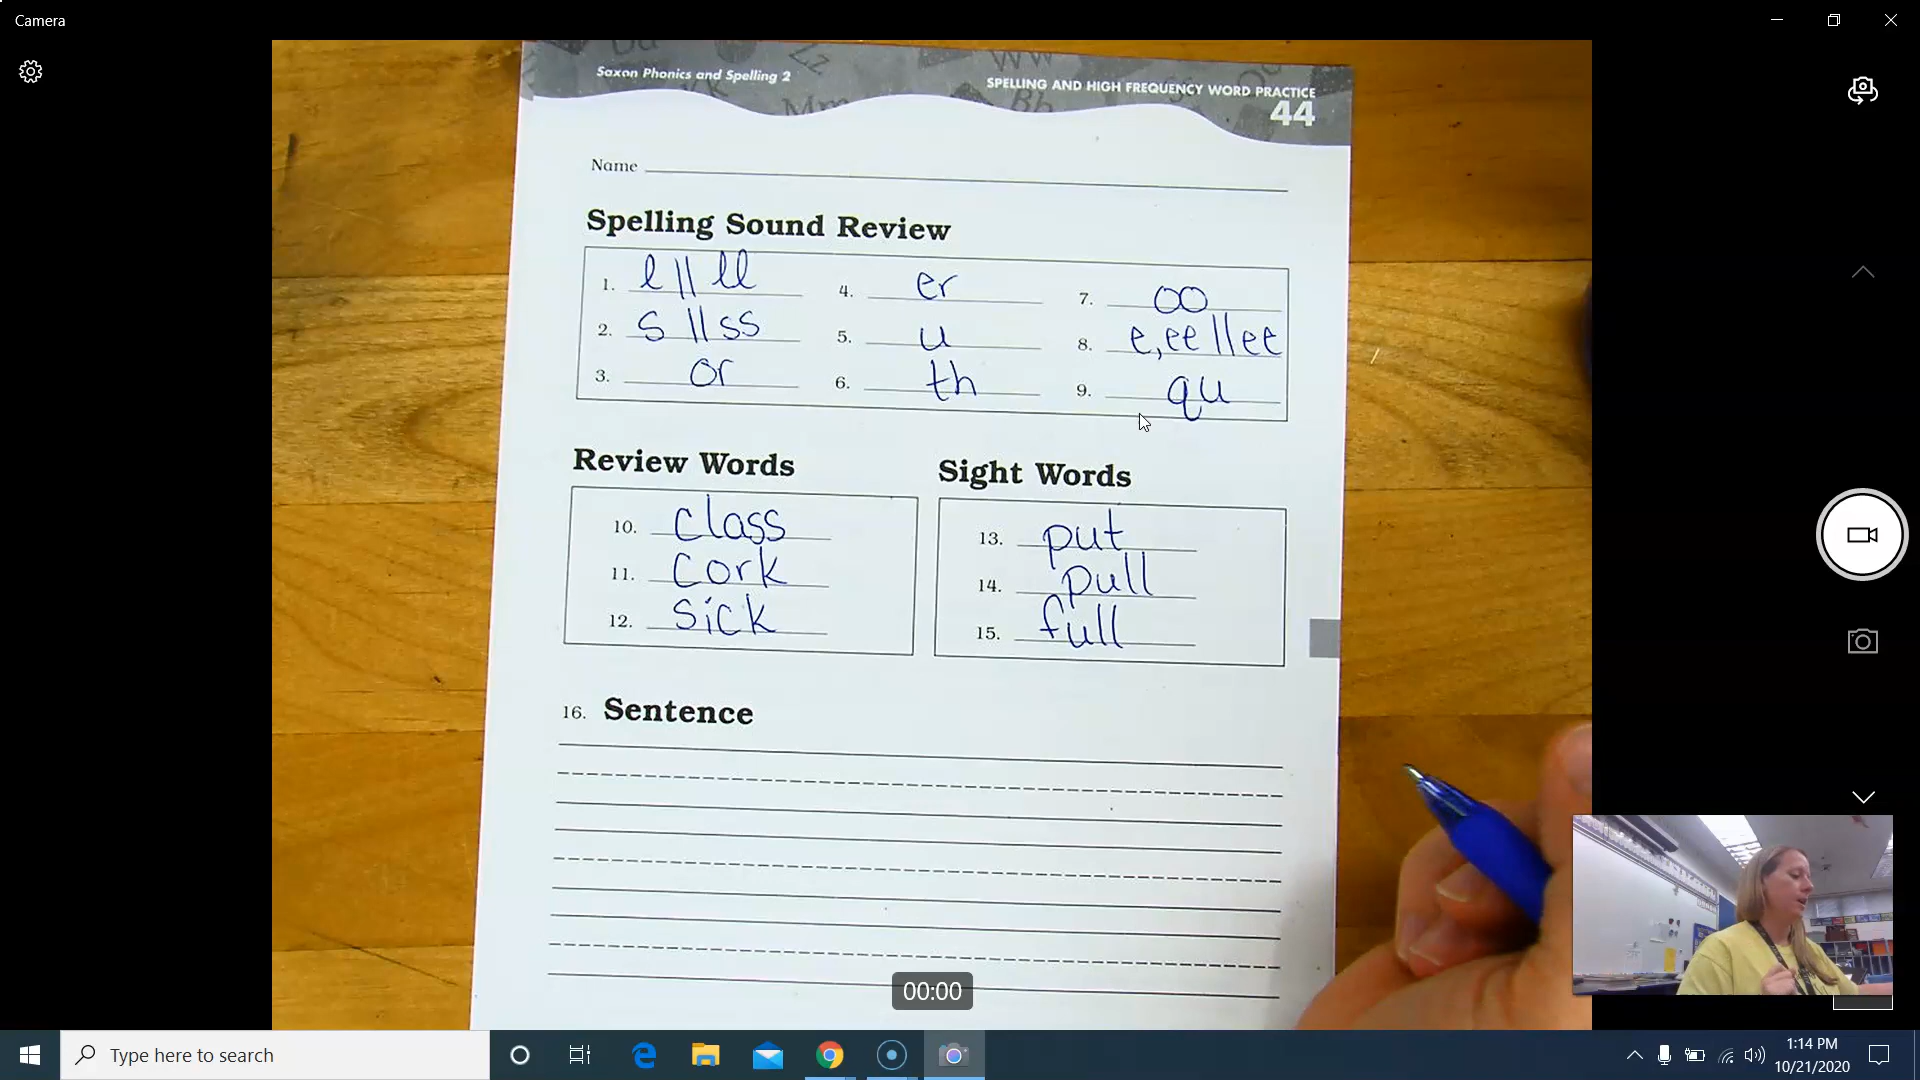 Camera
Saxon Phonics and Spelling 2
SPELLING AND HIGH FREQUENCY WORD PRACTICE
44
Name
Spelling Sound Review
1. l || ll
2. s || ss
3. or
4. er
5. u
6. th
7. oo
8. e, ee || ee
9. qu
Review Words
10. class
11. cork
12. sick
Sight Words
13. put
14. pull
15. full
16. Sentence
00:00
Type here to search
1:14 PM
10/21/2020